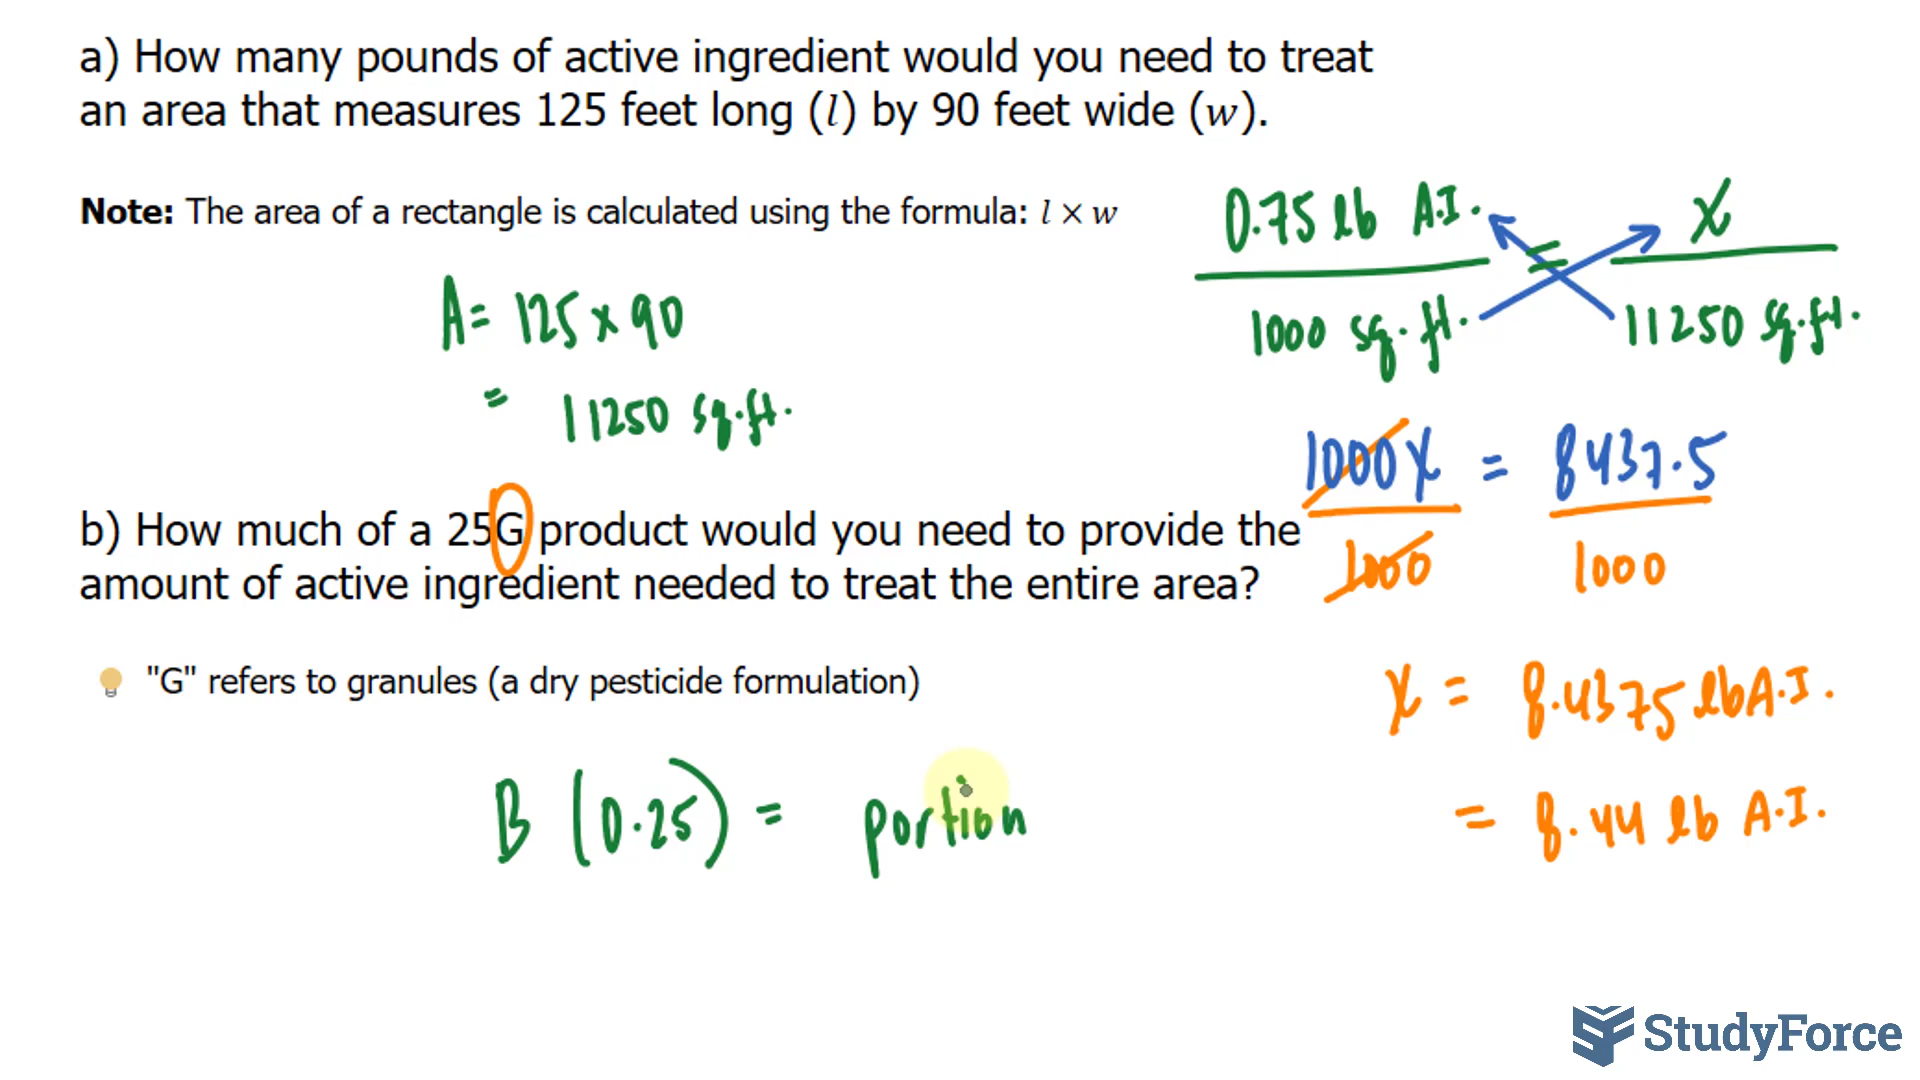 a) How many pounds of active ingredient would you need to treat
an area that measures 125 feet long (l) by 90 feet wide (w).
Note: The area of a rectangle is calculated using the formula: l × w
A = 125 x 90
= 11250 sq.ft.
0.75 lb A.I. = x
1000 sq.ft. 11250 sq.ft.
1000x = 8437.5
1000 1000
x = 8.4375 lb A.I.
= 8.44 lb A.I.
b) How much of a 25G product would you need to provide the
amount of active ingredient needed to treat the entire area?
"G" refers to granules (a dry pesticide formulation)
B (0.25) = portion
StudyForce